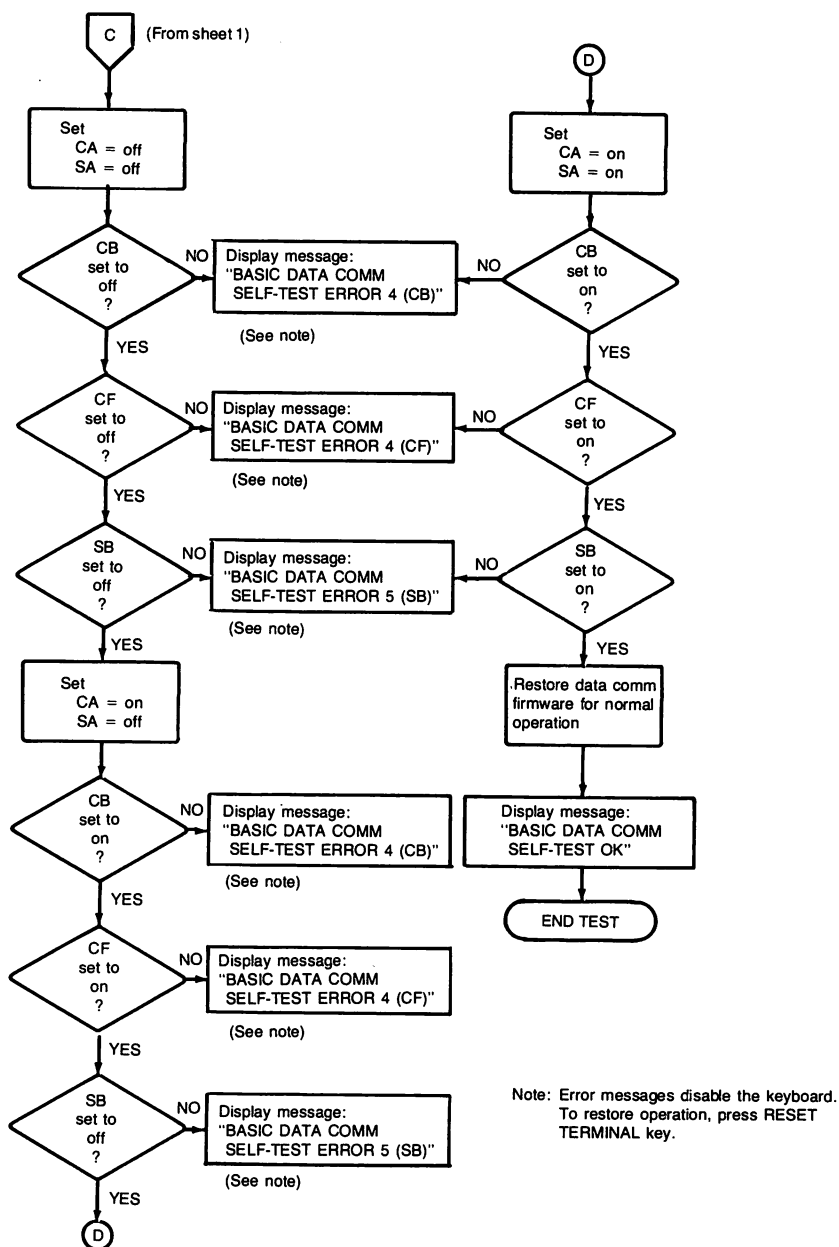 C
(From sheet 1)
Set
CA = off
SA = off
CB
set to
off
?
NO
Display message:
"BASIC DATA COMM
SELF-TEST ERROR 4 (CB)"
(See note)
YES
CF
set to
off
?
NO
Display message:
"BASIC DATA COMM
SELF-TEST ERROR 4 (CF)"
(See note)
YES
SB
set to
off
?
NO
Display message:
"BASIC DATA COMM
SELF-TEST ERROR 5 (SB)"
(See note)
YES
Set
CA = on
SA = off
CB
set to
on
?
NO
Display message:
"BASIC DATA COMM
SELF-TEST ERROR 4 (CB)"
(See note)
YES
CF
set to
on
?
NO
Display message:
"BASIC DATA COMM
SELF-TEST ERROR 4 (CF)"
(See note)
YES
SB
set to
off
?
NO
Display message:
"BASIC DATA COMM
SELF-TEST ERROR 5 (SB)"
(See note)
YES
D
D
Set
CA = on
SA = on
CB
set to
on
?
NO
YES
CF
set to
on
?
NO
YES
SB
set to
on
?
NO
YES
Restore data comm
firmware for normal
operation
Display message:
"BASIC DATA COMM
SELF-TEST OK"
END TEST
Note: Error messages disable the keyboard.
To restore operation, press RESET
TERMINAL key.